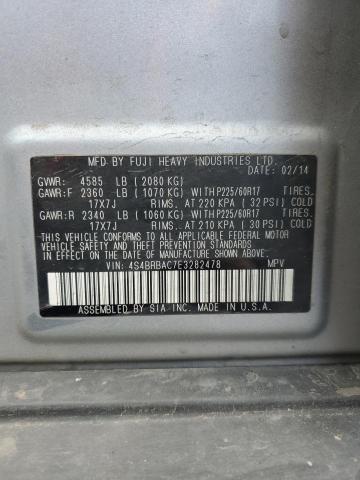 MFD BY FUJI HEAVY INDUSTRIES LTD.
DATE: 02/14
GVWR: 4585 LB (2080 KG)
GAWR:F 2360 LB (1070 KG) WITH P225/60R17 TIRES.
17X7J RIMS. AT 220 KPA (32 PSI) COLD
GAWR:R 2340 LB (1060 KG) WITH P225/60R17 TIRES.
17X7J RIMS. AT 210 KPA (30 PSI) COLD
THIS VEHICLE CONFORMS TO ALL APPLICABLE FEDERAL MOTOR
VEHICLE SAFETY, BUMPER, AND THEFT PREVENTION STANDARDS
IN EFFECT ON THE DATE OF MANUFACTURE SHOWN ABOVE.
VIN: 4S4BRBAC7E3282478 MPV
ASSEMBLED BY SIA INC. MADE IN U.S.A.